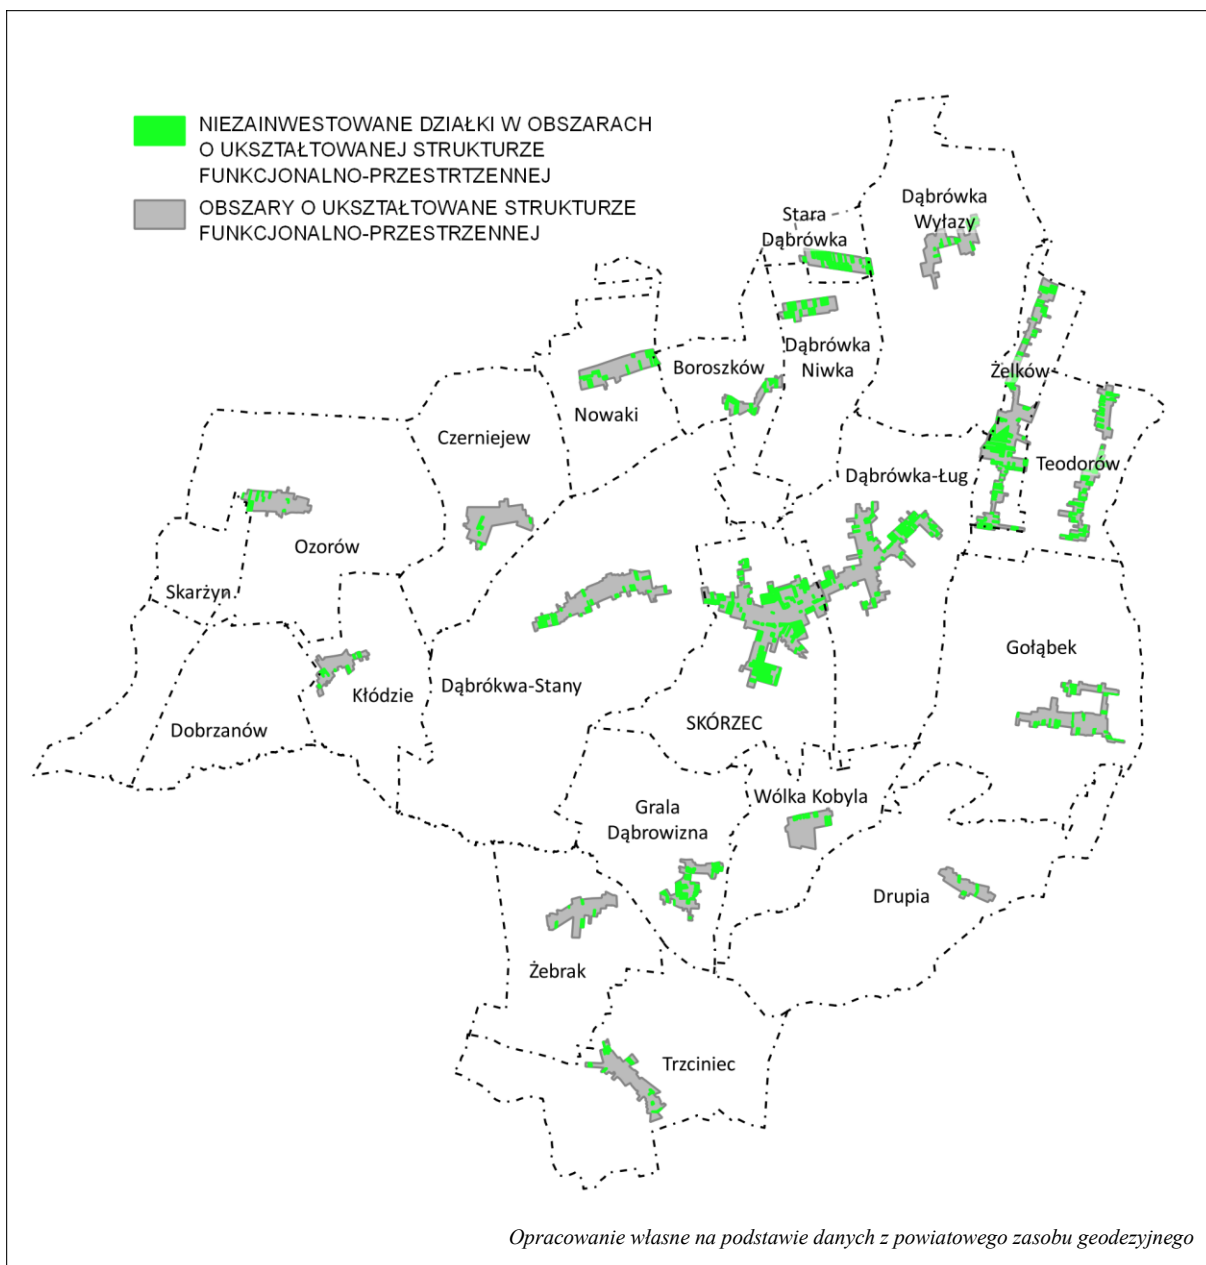 NIEZAINWESTOWANE DZIAŁKI W OBSZARACH
O UKSZTAŁTOWANEJ STRUKTURZE
FUNKCJONALNO-PRZESTRTZENNEJ
OBSZARY O UKSZTAŁTOWANE STRUKTURZE
FUNKCJONALNO-PRZESTRZENNEJ
Dąbrówka
Wyłazy
Stara
Dąbrówka
Dąbrówka
Niwka
Boroszków
Żelków
Nowaki
Czerniejew
Teodorów
Dąbrówka-Ług
Ozorów
Skarżyn
Gołąbek
Kłódzie
Dąbrókwa-Stany
Dobrzanów
SKÓRZEC
Wólka Kobyla
Grala
Dąbrowizna
Drupia
Żebrak
Trzciniec
Opracowanie własne na podstawie danych z powiatowego zasobu geodezyjnego